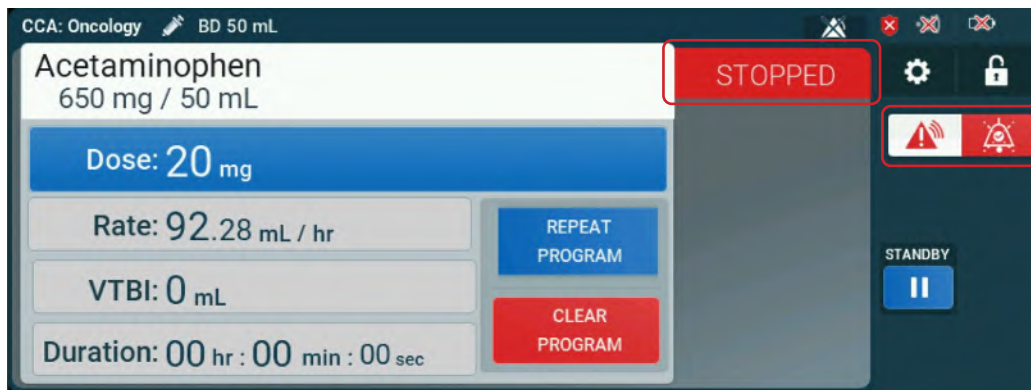 CCA: Oncology BD 50 mL
Acetaminophen
650 mg / 50 mL
STOPPED
Dose: 20 mg
Rate: 92.28 mL / hr
VTBI: 0 mL
Duration: 00 hr : 00 min : 00 sec
REPEAT
PROGRAM
CLEAR
PROGRAM
STANDBY